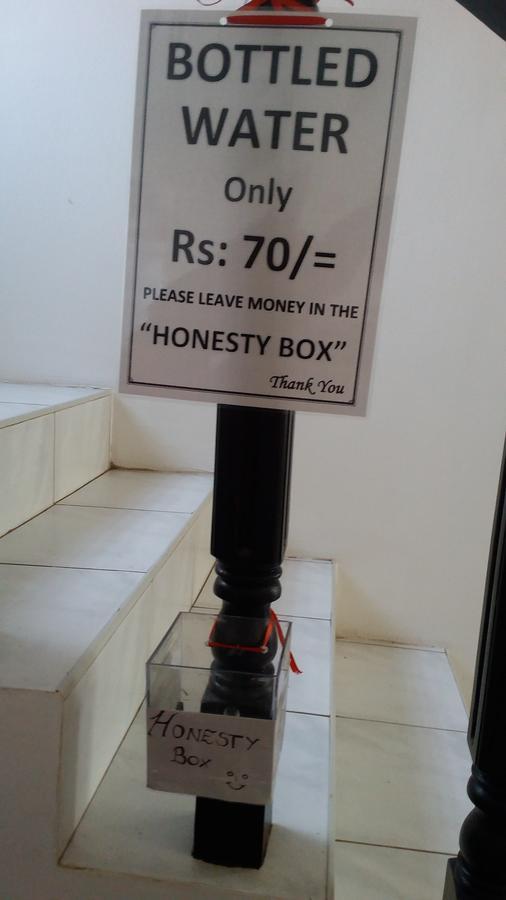 BOTTLED
WATER
Only
Rs: 70/=
PLEASE LEAVE MONEY IN THE
“HONESTY BOX”
Thank You
HONESTY
BOX